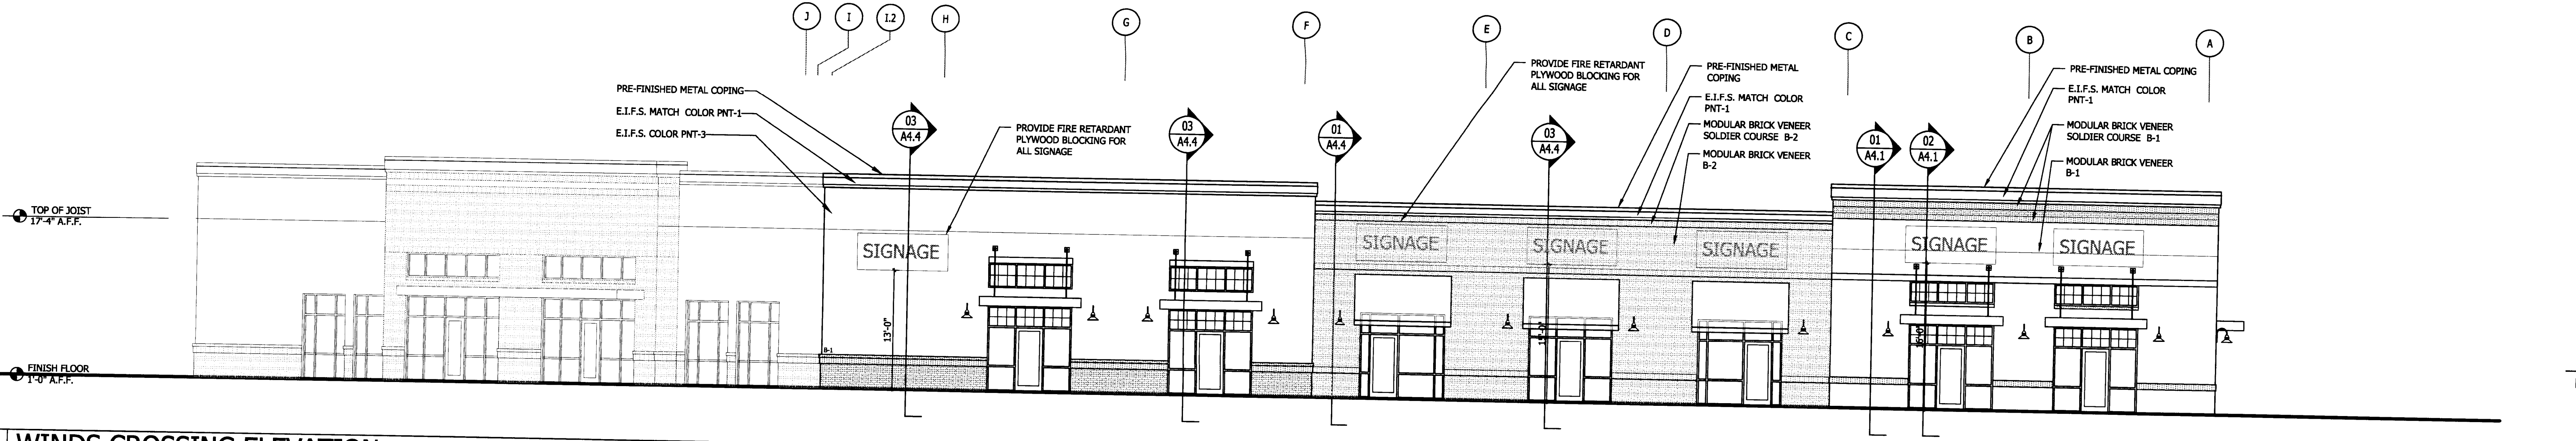 J
I
I.2
H
G
F
E
D
C
B
A
PRE-FINISHED METAL COPING
E.I.F.S. MATCH COLOR PNT-1
E.I.F.S. COLOR PNT-3
03
A4.4
PROVIDE FIRE RETARDANT
PLYWOOD BLOCKING FOR
ALL SIGNAGE
03
A4.4
01
A4.4
PROVIDE FIRE RETARDANT
PLYWOOD BLOCKING FOR
ALL SIGNAGE
03
A4.4
PRE-FINISHED METAL
COPING
E.I.F.S. MATCH COLOR
PNT-1
MODULAR BRICK VENEER
SOLDIER COURSE B-2
MODULAR BRICK VENEER
B-2
01
A4.1
02
A4.1
PRE-FINISHED METAL COPING
E.I.F.S. MATCH COLOR
PNT-1
MODULAR BRICK VENEER
SOLDIER COURSE B-1
MODULAR BRICK VENEER
B-1
TOP OF JOIST
17'-4" A.F.F.
SIGNAGE
SIGNAGE
SIGNAGE
SIGNAGE
SIGNAGE
SIGNAGE
13'-0"
B-1
FINISH FLOOR
1'-0" A.F.F.
WINDS CROSSING ELEVATION